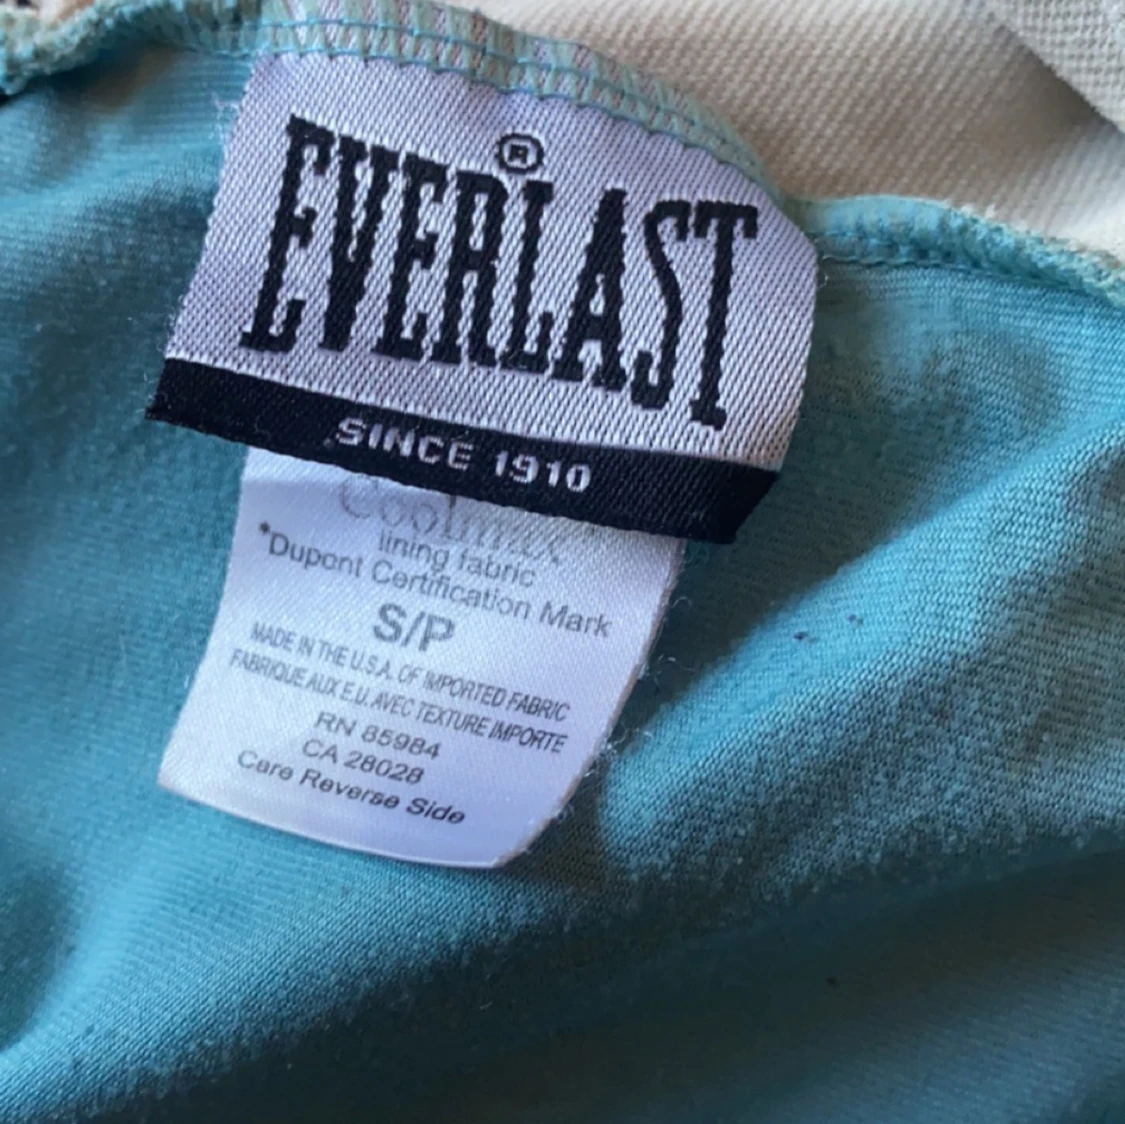 ®
EVERLAST
SINCE 1910
Coolmax
lining fabric
*Dupont Certification Mark
S/P
MADE IN THE U.S.A. OF IMPORTED FABRIC
FABRIQUE AUX E.U. AVEC TEXTURE IMPORTE
RN 85984
CA 28028
Care Reverse Side